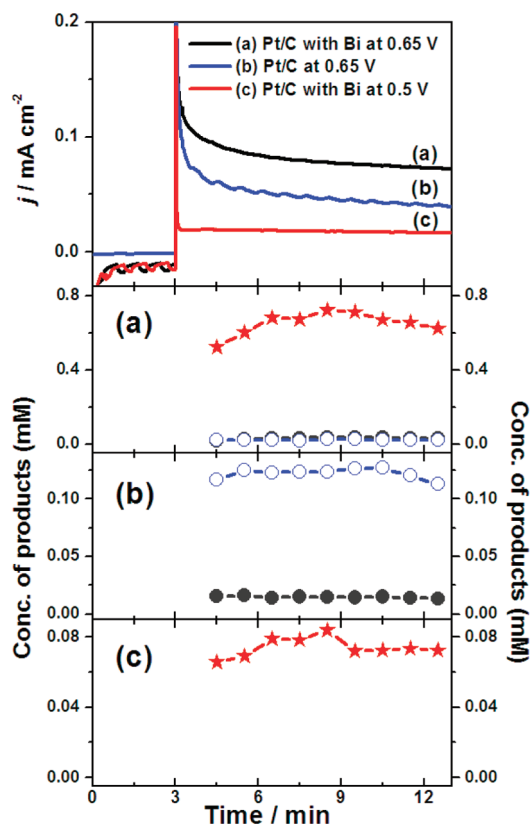 0.2
(a) Pt/C with Bi at 0.65 V
(b) Pt/C at 0.65 V
(c) Pt/C with Bi at 0.5 V
j / mA cm-2
0.1
(a)
(b)
(c)
0.0
0.8
(a)
0.8
0.4
0.4
0.0
0.0
Conc. of products (mM)
Conc. of products (mM)
(b)
0.10
0.10
0.05
0.05
0.00
0.00
0.08
(c)
0.08
0.04
0.04
0.00
0.00
0
3
6
9
12
Time / min